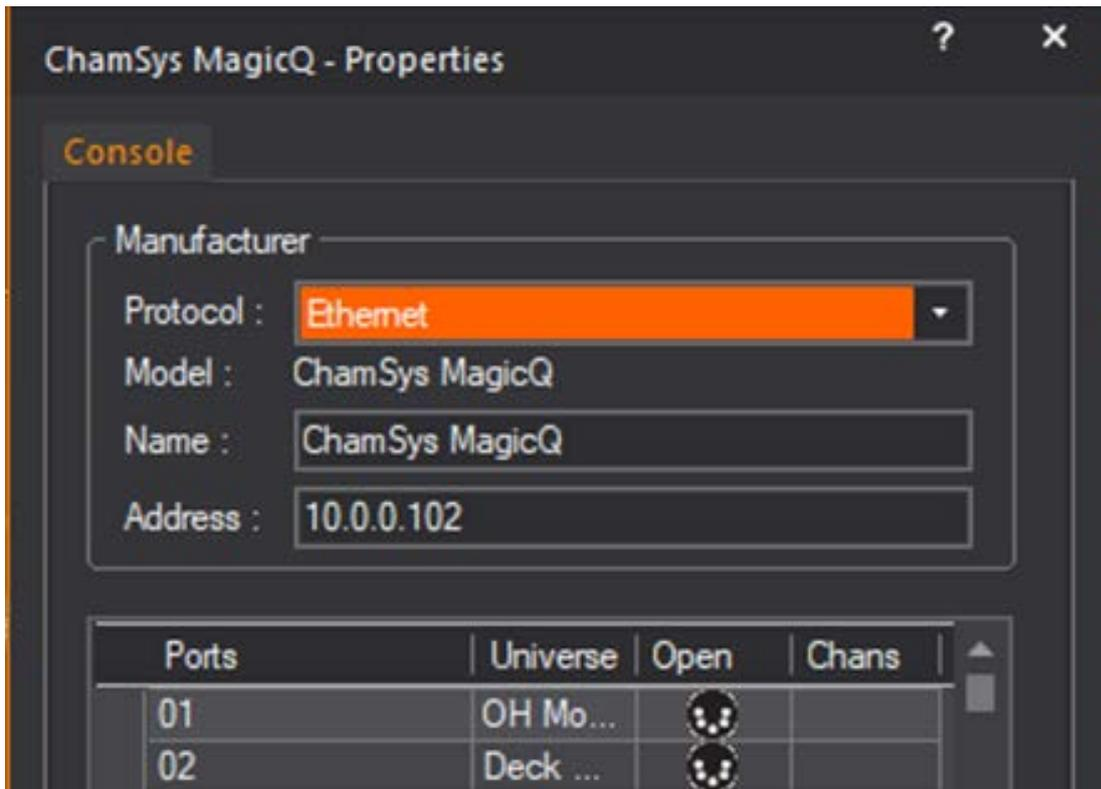 ChamSys MagicQ - Properties ? ×
Console
Manufacturer
Protocol : Ethernet
Model : ChamSys MagicQ
Name : ChamSys MagicQ
Address : 10.0.0.102
Ports Universe Open Chans
01 OH Mo...
02 Deck ...